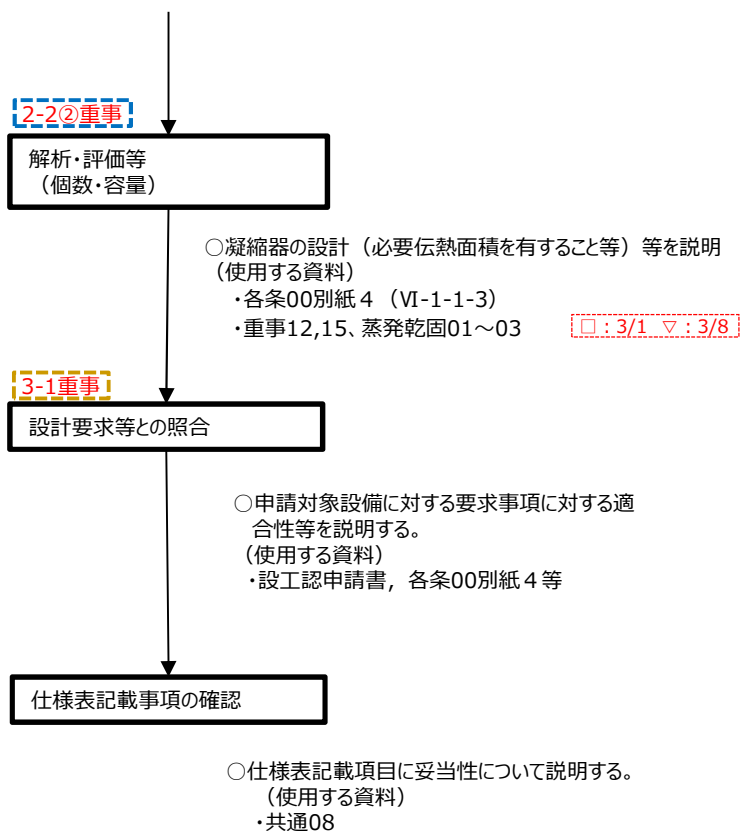 2-2②重事
解析・評価等
（個数・容量）
○凝縮器の設計（必要伝熱面積を有すること等）等を説明
（使用する資料）
・各条00別紙４（Ⅵ-1-1-3）
・重事12,15、蒸発乾固01～03
□：3/1 ▽：3/8
3-1重事
設計要求等との照合
○申請対象設備に対する要求事項に対する適
合性等を説明する。
（使用する資料）
・設工認申請書，各条00別紙４等
仕様表記載事項の確認
○仕様表記載項目に妥当性について説明する。
（使用する資料）
・共通08